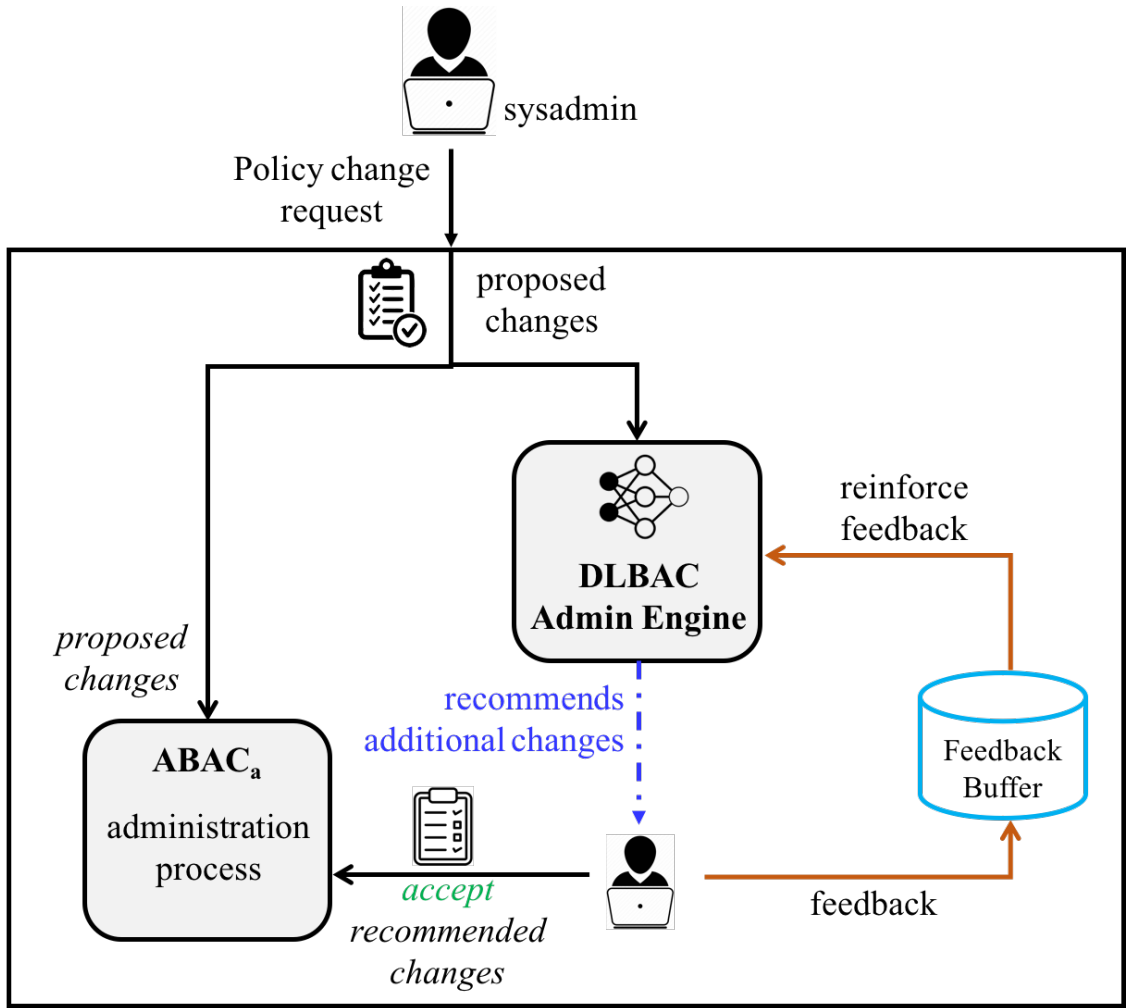 sysadmin
Policy change
request
proposed
changes
reinforce
feedback
DLBAC
Admin Engine
proposed
changes
recommends
additional changes
ABACa
administration
process
Feedback
Buffer
accept
recommended
changes
feedback